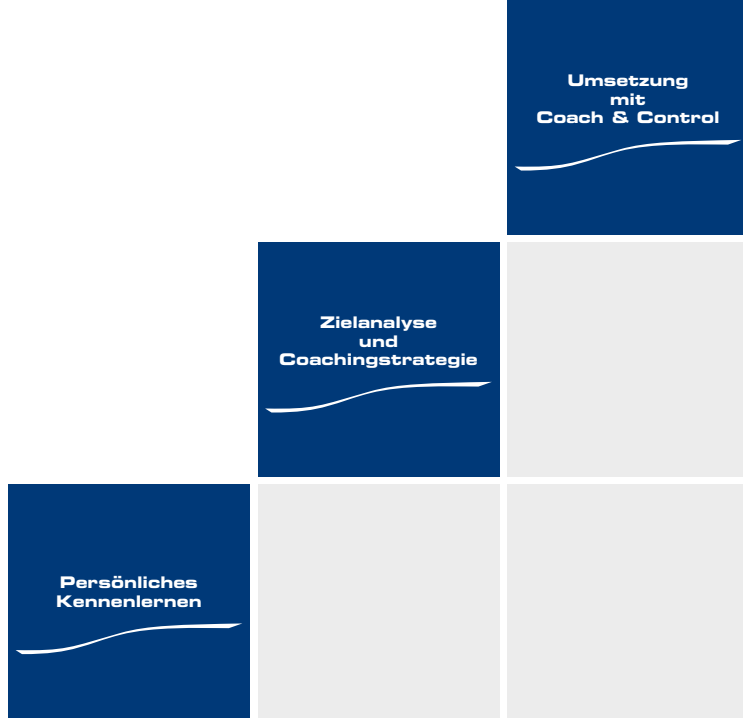 Umsetzung
mit
Coach & Control
Zielanalyse
und
Coachingstrategie
Persönliches
Kennenlernen